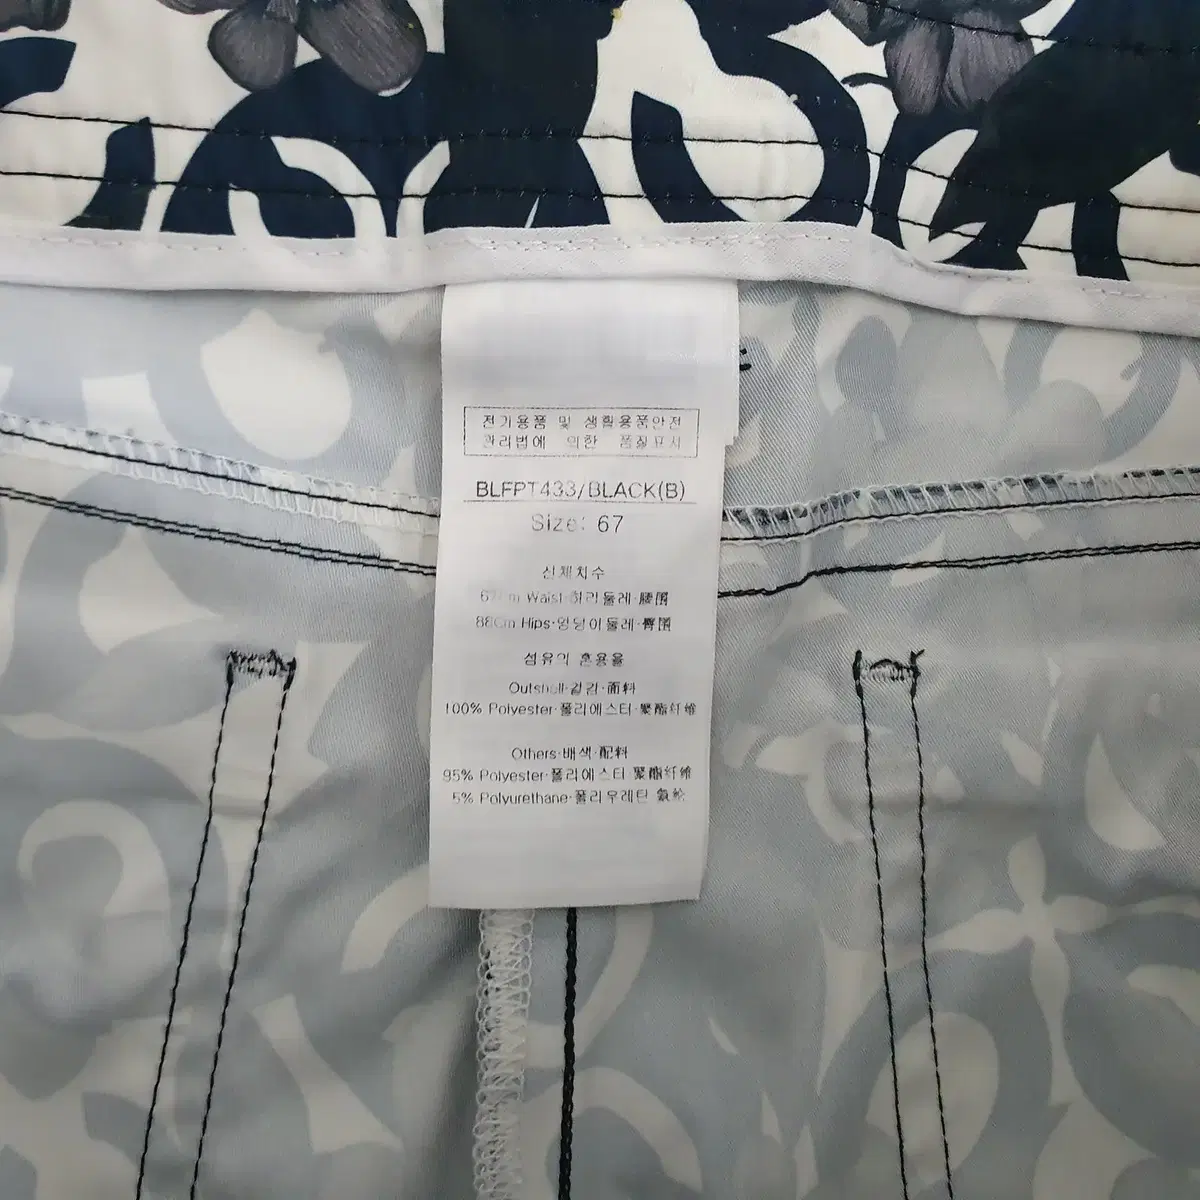 전기용품 및 생활용품안전
관리법에 의한 품질표시
BLFPT433/BLACK(B)
Size: 67
신체치수
67cm Waist·허리둘레·腰围
88cm Hips·엉덩이둘레·臀围
섬유의 혼용율
Outshell·겉감·面料
100% Polyester·폴리에스터·聚酯纤维
Others·배색·配料
95% Polyester·폴리에스터 聚酯纤维
5% Polyurethane·폴리우레탄 氨纶